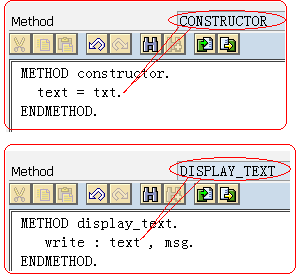 Method CONSTRUCTOR
METHOD constructor.
text = txt.
ENDMETHOD.
Method DISPLAY_TEXT
METHOD display_text.
write : text , msg.
ENDMETHOD.